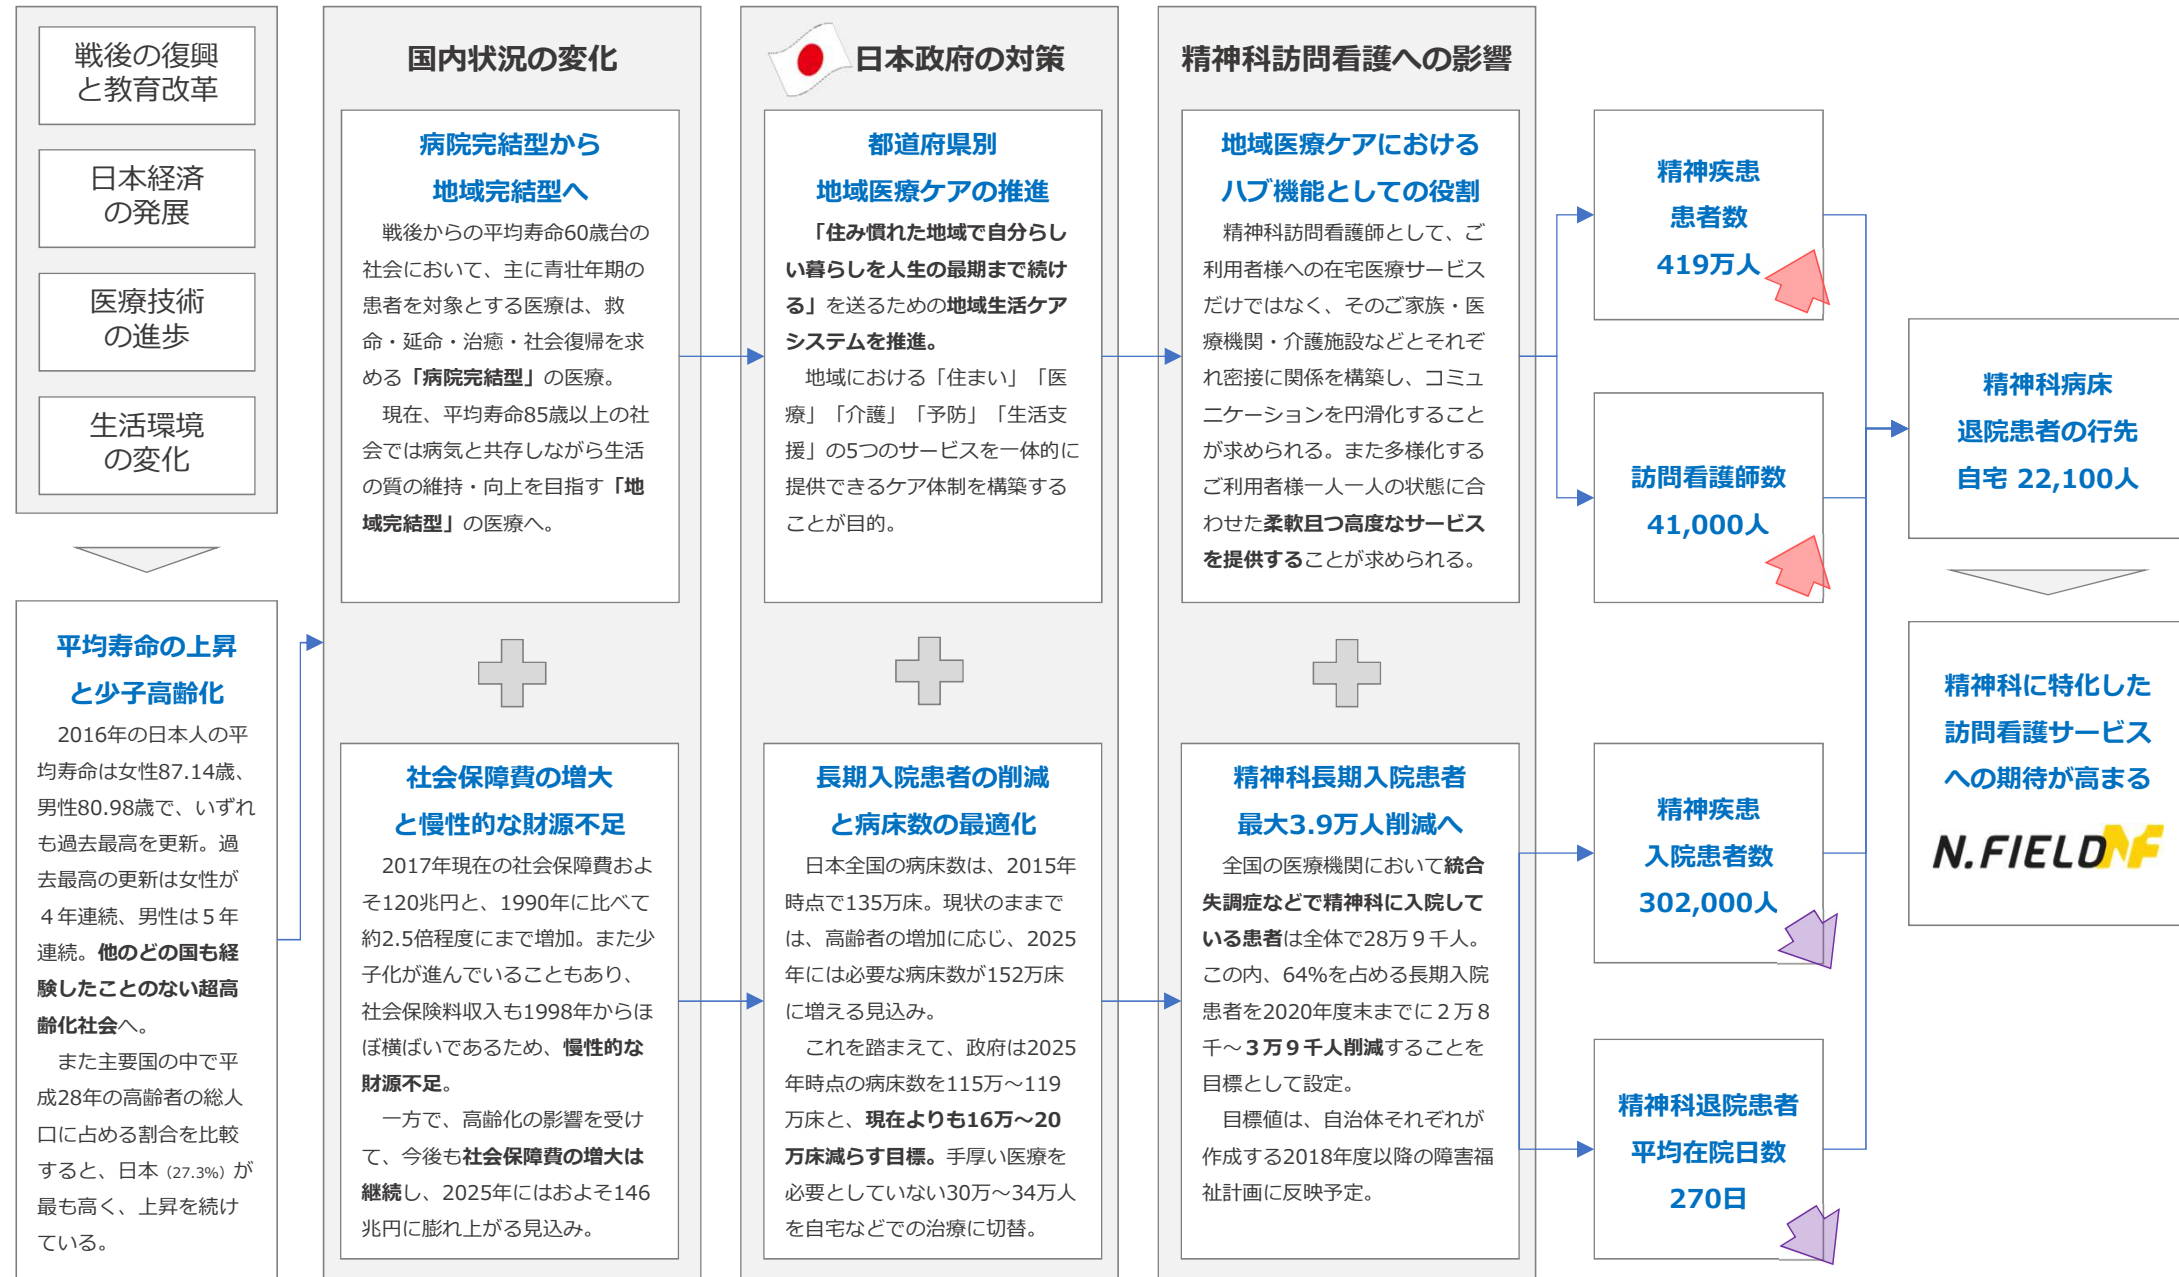 戦後の復興
と教育改革
日本経済
の発展
医療技術
の進歩
生活環境
の変化
平均寿命の上昇
と少子高齢化
2016年の日本人の平
均寿命は女性87.14歳、
男性80.98歳で、いずれ
も過去最高を更新。過
去最高の更新は女性が
４年連続、男性は５年
連続。他のどの国も経
験したことのない超高
齢化社会へ。
また主要国の中で平
成28年の高齢者の総人
口に占める割合を比較
すると、日本（27.3%）が
最も高く、上昇を続け
ている。
国内状況の変化
病院完結型から
地域完結型へ
戦後からの平均寿命60歳台の
社会において、主に青壮年期の
患者を対象とする医療は、救
命・延命・治癒・社会復帰を求
める「病院完結型」の医療。
現在、平均寿命85歳以上の社
会では病気と共存しながら生活
の質の維持・向上を目指す「地
域完結型」の医療へ。
社会保障費の増大
と慢性的な財源不足
2017年現在の社会保障費およ
そ120兆円と、1990年に比べて
約2.5倍程度にまで増加。また少
子化が進んでいることもあり、
社会保険料収入も1998年からほ
ぼ横ばいであるため、慢性的な
財源不足。
一方で、高齢化の影響を受け
て、今後も社会保障費の増大は
継続し、2025年にはおよそ146
兆円に膨れ上がる見込み。
日本政府の対策
都道府県別
地域医療ケアの推進
「住み慣れた地域で自分らし
い暮らしを人生の最期まで続け
る」を送るための地域生活ケア
システムを推進。
地域における「住まい」「医
療」「介護」「予防」「生活支
援」の5つのサービスを一体的に
提供できるケア体制を構築する
ことが目的。
長期入院患者の削減
と病床数の最適化
日本全国の病床数は、2015年
時点で135万床。現状のままで
は、高齢者の増加に応じ、2025
年には必要な病床数が152万床
に増える見込み。
これを踏まえて、政府は2025
年時点の病床数を115万～119
万床と、現在よりも16万～20
万床減らす目標。手厚い医療を
必要としていない30万～34万人
を自宅などでの治療に切替。
精神科訪問看護への影響
地域医療ケアにおける
ハブ機能としての役割
精神科訪問看護師として、ご
利用者様への在宅医療サービス
だけではなく、そのご家族・医
療機関・介護施設などとそれぞ
れ密接に関係を構築し、コミュ
ニケーションを円滑化すること
が求められる。また多様化する
ご利用者様一人一人の状態に合
わせた柔軟且つ高度なサービス
を提供することが求められる。
精神科長期入院患者
最大3.9万人削減へ
全国の医療機関において統合
失調症などで精神科に入院して
いる患者は全体で28万９千人。
この内、64%を占める長期入院
患者を2020年度末までに２万８
千～３万９千人削減することを
目標として設定。
目標値は、自治体それぞれが
作成する2018年度以降の障害福
祉計画に反映予定。
精神疾患
患者数
419万人
訪問看護師数
41,000人
精神疾患
入院患者数
302,000人
精神科退院患者
平均在院日数
270日
精神科病床
退院患者の行先
自宅 22,100人
精神科に特化した
訪問看護サービス
への期待が高まる
N.FIELD NF